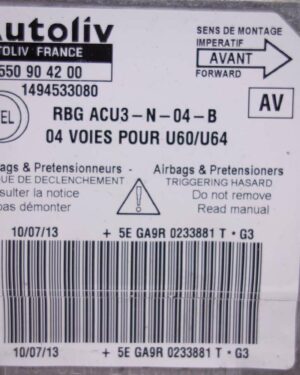 Autoliv
TOLIV FRANCE
550 90 42 00
1494533080
SENS DE MONTAGE
IMPERATIF
AVANT
FORWARD
AV
TEL
RBG ACU3-N-04-B
04 VOIES POUR U60/U64
bags & Pretensionneurs
QUE DE DECLENCHEMENT
sulter la notice
pas démonter
Airbags & Pretensioners
TRIGGERING HASARD
Do not remove
Read manual
10/07/13 + 5E GA9R 0233881 T * G3
10/07/13 + 5E GA9R 0233881 T * G3